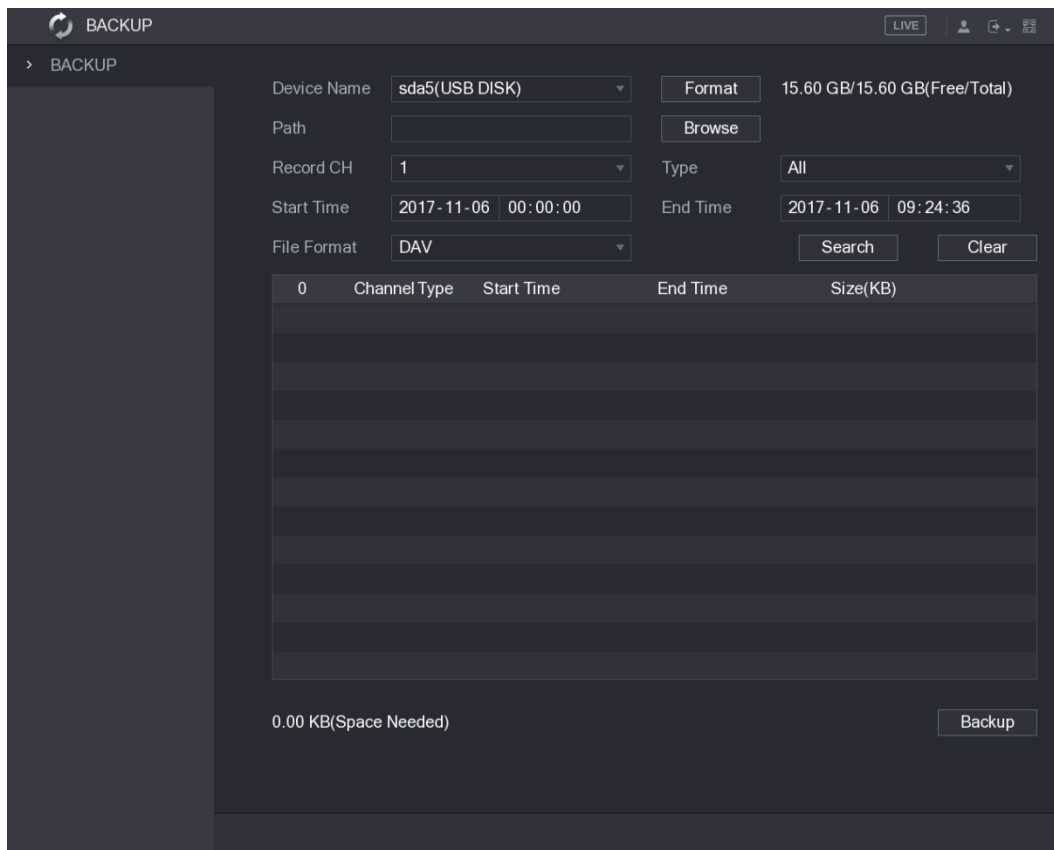 BACKUP LIVE
BACKUP
Device Name sda5(USB DISK) Format 15.60 GB/15.60 GB(Free/Total)
Path Browse
Record CH 1 Type All
Start Time 2017-11-06 00:00:00 End Time 2017-11-06 09:24:36
File Format DAV Search Clear
0 Channel Type Start Time End Time Size(KB)
0.00 KB(Space Needed) Backup